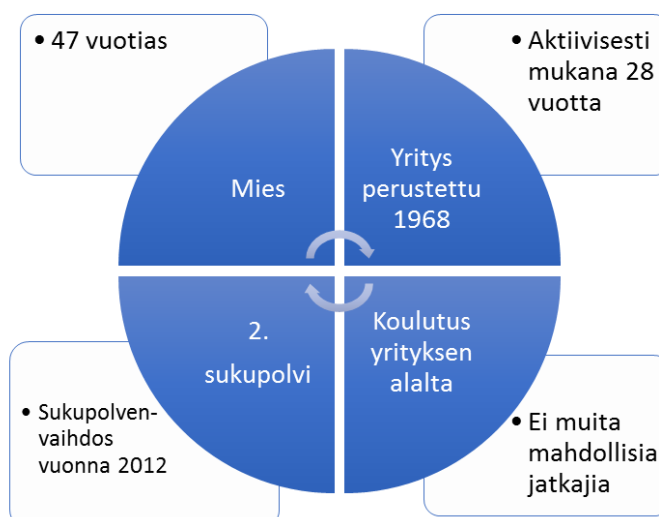 • 47 vuotias
• Aktiivisesti
mukana 28
vuotta
Mies
Yritys
perustettu
1968
2.
sukupolvi
Koulutus
yrityksen
alalta
• Sukupolven-
vaihdos
vuonna 2012
• Ei muita
mahdollisia
jatkajia